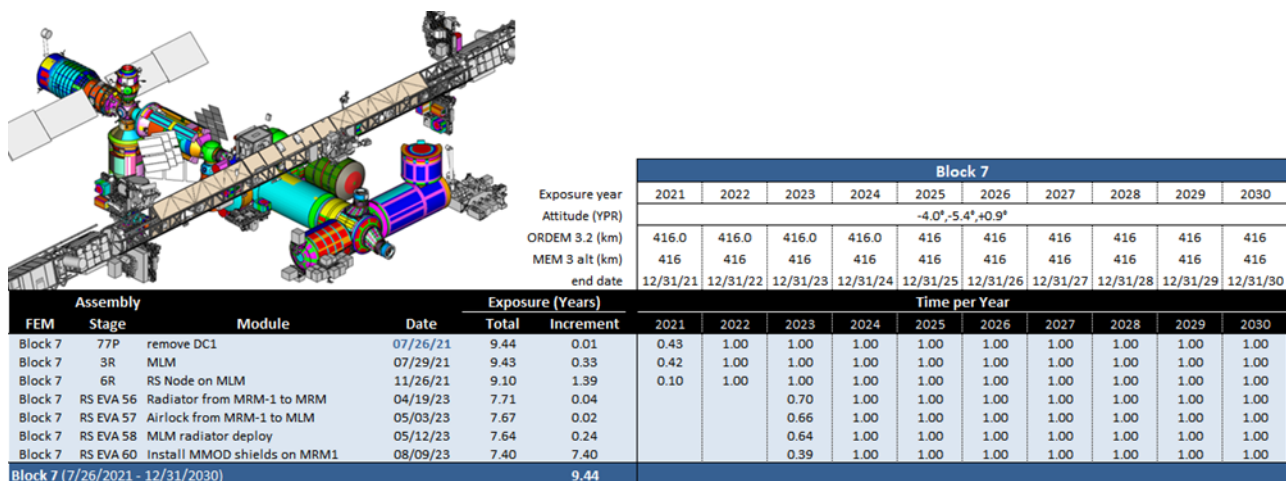 Block 7
Exposure year 2021 2022 2023 2024 2025 2026 2027 2028 2029 2030
Attitude (YPR) -4.0°,-5.4°,+0.9°
ORDEM 3.2 (km) 416.0 416.0 416.0 416.0 416 416 416 416 416 416
MEM 3 alt (km) 416 416 416 416 416 416 416 416 416 416
end date 12/31/21 12/31/22 12/31/23 12/31/24 12/31/25 12/31/26 12/31/27 12/31/28 12/31/29 12/31/30
Assembly Exposure (Years) Time per Year
FEM Stage Module Date Total Increment 2021 2022 2023 2024 2025 2026 2027 2028 2029 2030
Block 7 77P remove DC1 07/26/21 9.44 0.01 0.43 1.00 1.00 1.00 1.00 1.00 1.00 1.00 1.00 1.00
Block 7 3R MLM 07/29/21 9.43 0.33 0.42 1.00 1.00 1.00 1.00 1.00 1.00 1.00 1.00 1.00
Block 7 6R RS Node on MLM 11/26/21 9.10 1.39 0.10 1.00 1.00 1.00 1.00 1.00 1.00 1.00 1.00 1.00
Block 7 RS EVA 56 Radiator from MRM-1 to MRM 04/19/23 7.71 0.04 0.70 1.00 1.00 1.00 1.00 1.00 1.00 1.00
Block 7 RS EVA 57 Airlock from MRM-1 to MLM 05/03/23 7.67 0.02 0.66 1.00 1.00 1.00 1.00 1.00 1.00 1.00
Block 7 RS EVA 58 MLM radiator deploy 05/12/23 7.64 0.24 0.64 1.00 1.00 1.00 1.00 1.00 1.00 1.00
Block 7 RS EVA 60 Install MMOD shields on MRM1 08/09/23 7.40 7.40 0.39 1.00 1.00 1.00 1.00 1.00 1.00 1.00
Block 7 (7/26/2021 - 12/31/2030) 9.44